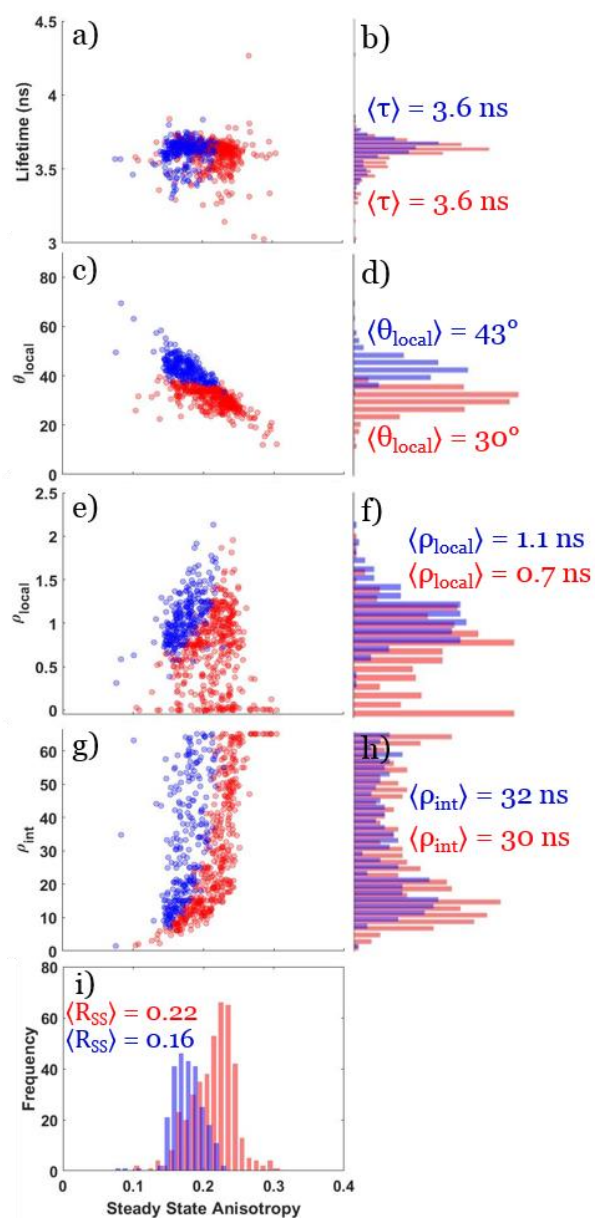 a)
b)
4.5
4
3.5
3
Lifetime (ns)
⟨τ⟩ = 3.6 ns
⟨τ⟩ = 3.6 ns
c)
d)
80
60
40
20
0
θlocal
⟨θlocal⟩ = 43°
⟨θlocal⟩ = 30°
e)
f)
2.5
2
1.5
1
0.5
0
ρlocal
⟨ρlocal⟩ = 1.1 ns
⟨ρlocal⟩ = 0.7 ns
g)
h)
60
50
40
30
20
10
0
ρint
⟨ρint⟩ = 32 ns
⟨ρint⟩ = 30 ns
i)
80
60
40
20
0
Frequency
⟨RSS⟩ = 0.22
⟨RSS⟩ = 0.16
0 0.1 0.2 0.3 0.4
Steady State Anisotropy